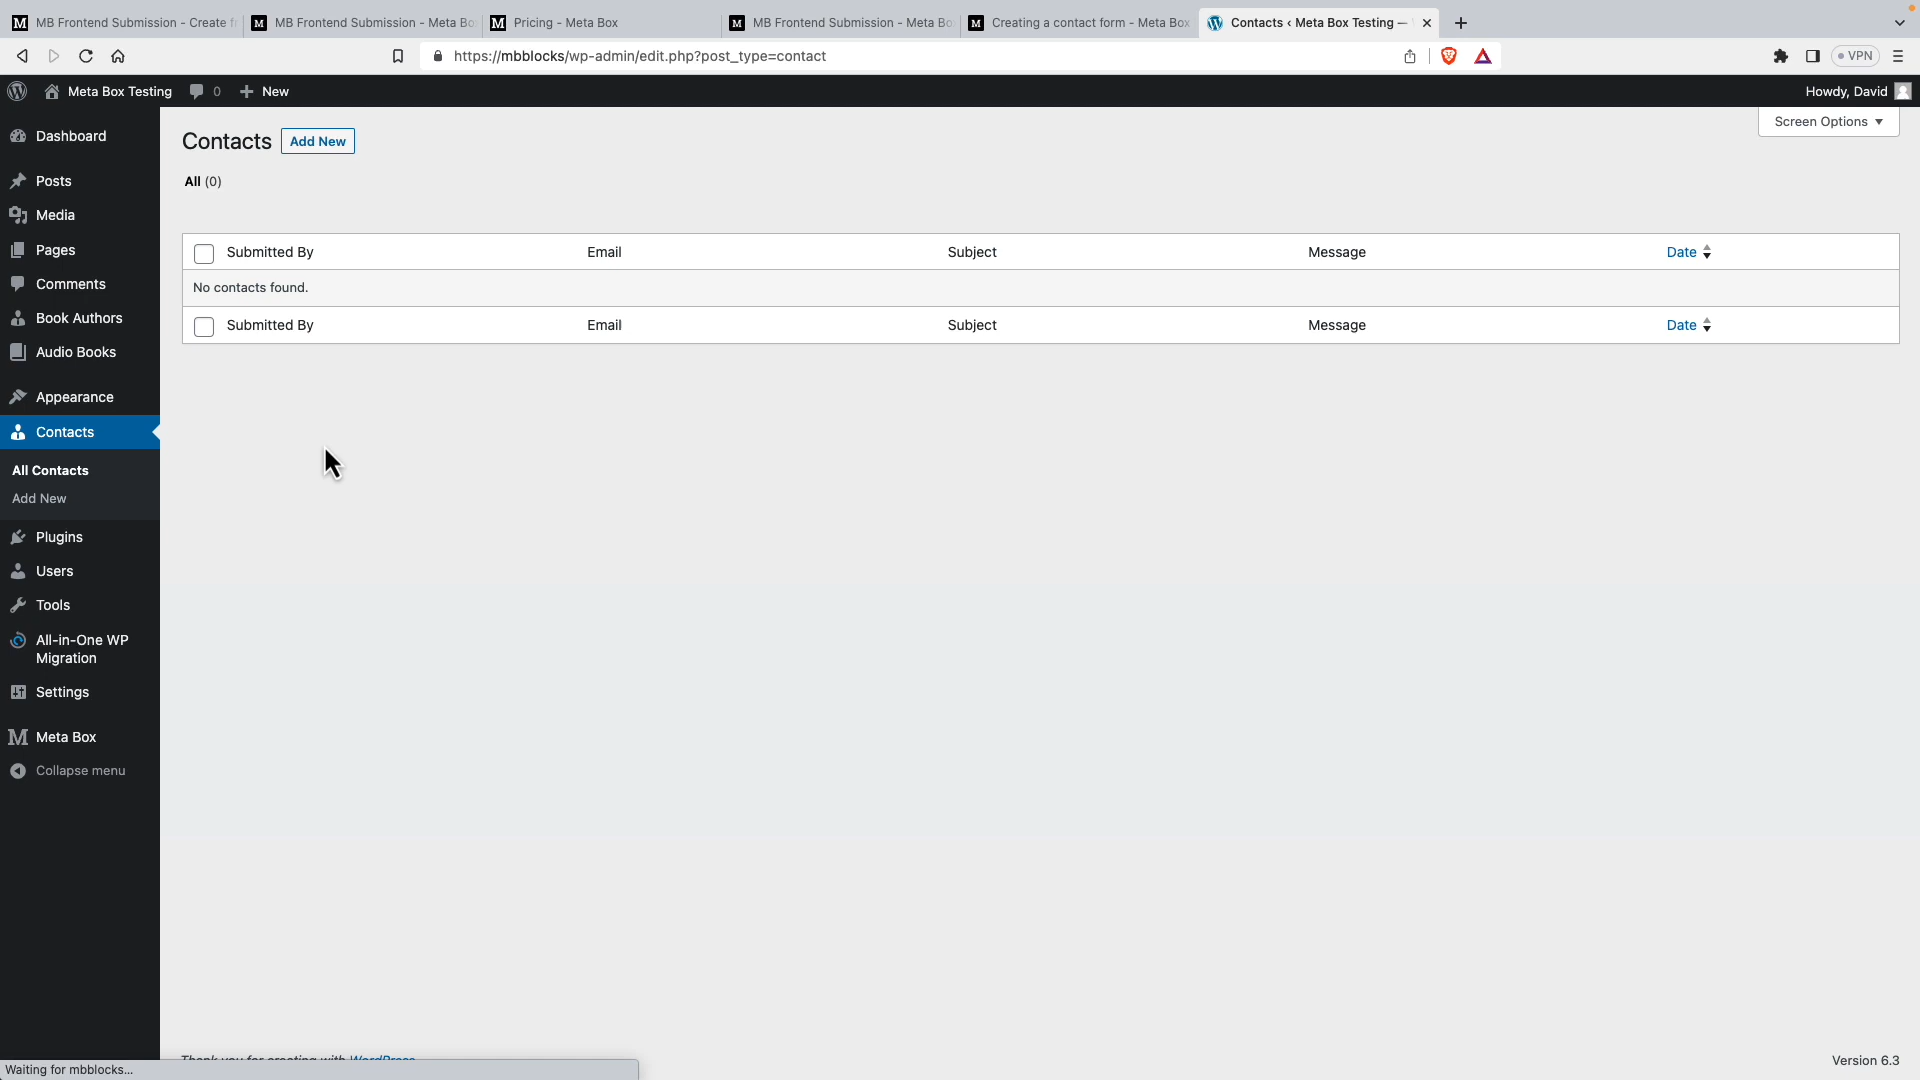 MB Frontend Submission - Create f
MB Frontend Submission - Meta Bo
Pricing - Meta Box
MB Frontend Submission - Meta Bo
Creating a contact form - Meta Box
Contacts ‹ Meta Box Testing —
https://mbblocks/wp-admin/edit.php?post_type=contact
VPN
Meta Box Testing
0
New
Howdy, David
Dashboard
Posts
Media
Pages
Comments
Book Authors
Audio Books
Appearance
Contacts
All Contacts
Add New
Plugins
Users
Tools
All-in-One WP
Migration
Settings
Meta Box
Collapse menu
Contacts
Add New
Screen Options
All (0)
Submitted By
Email
Subject
Message
Date
No contacts found.
Submitted By
Email
Subject
Message
Date
Thank you for creating with WordPress
Version 6.3
Waiting for mbblocks...